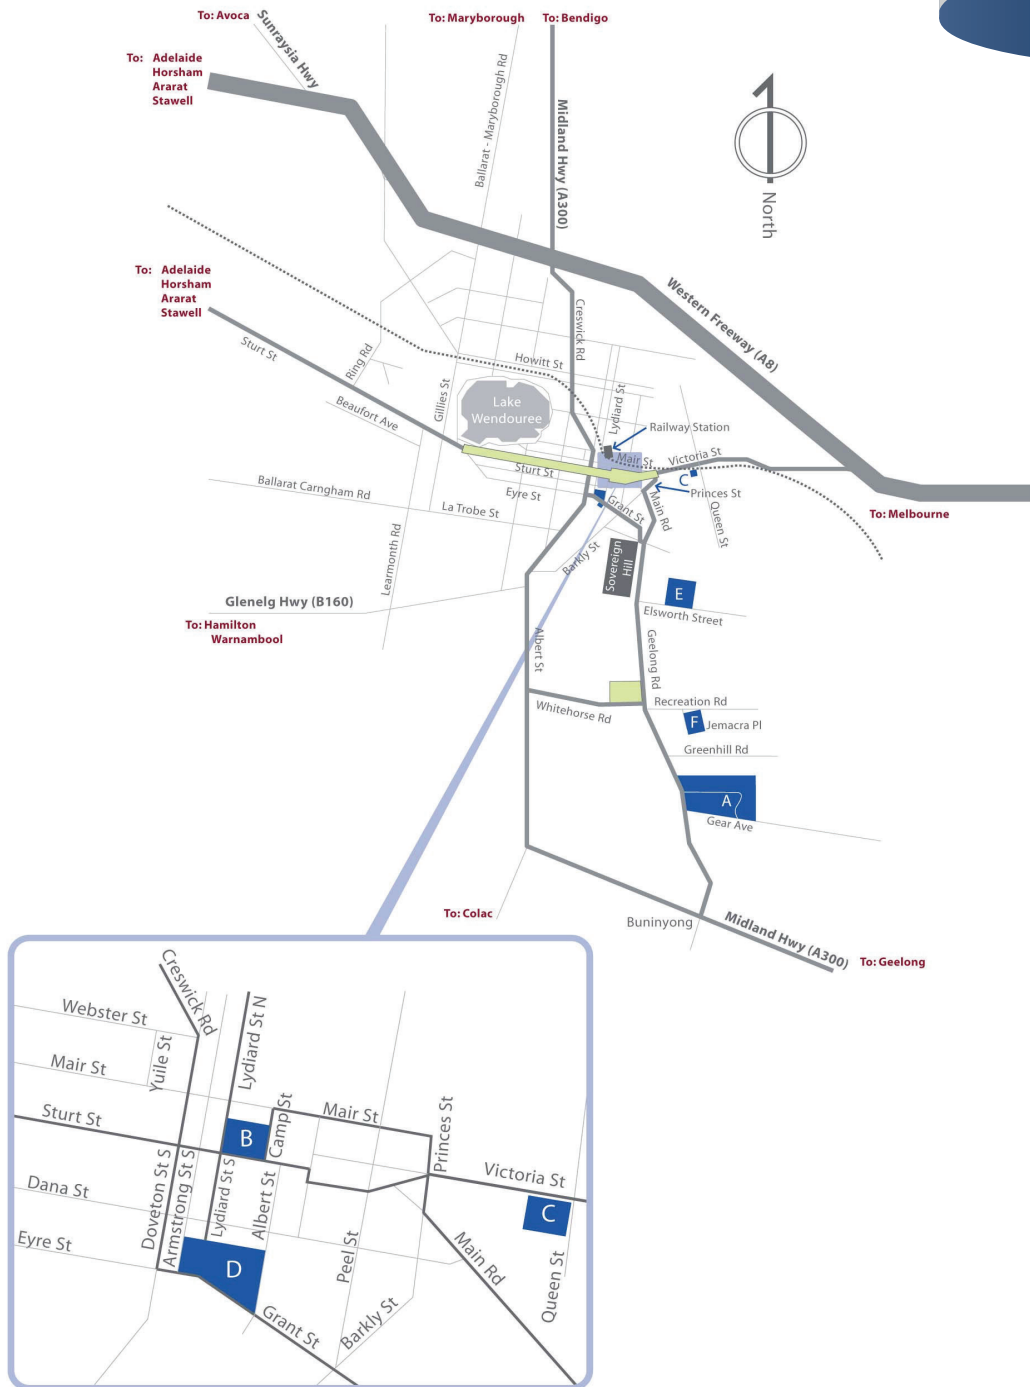 To: Avoca
Sunraysia Hwy
To: Maryborough
To: Bendigo
To: Adelaide
Horsham
Ararat
Stawell
Ballarat - Maryborough Rd
Midland Hwy (A300)
North
To: Adelaide
Horsham
Ararat
Stawell
Western Freeway (A8)
Sturt St
Ring Rd
Creswick Rd
Howitt St
Beaufort Ave
Gillies St
Lake
Wendouree
Lydiard St
Railway Station
Mair St
Victoria St
Sturt St
C
Princes St
Ballarat Carngham Rd
Eyre St
La Trobe St
Grant St
Main Rd
Queen St
To: Melbourne
Learmonth Rd
Barkly St
Sovereign
Hill
E
Elsworth Street
Glenelg Hwy (B160)
To: Hamilton
Warnambool
Albert St
Geelong Rd
Whitehorse Rd
Recreation Rd
F
Jemacra Pl
Greenhill Rd
A
Gear Ave
To: Colac
Buninyong
Midland Hwy (A300)
To: Geelong
Creswick Rd
Webster St
Yuile St
Lydiard St N
Mair St
Sturt St
B
Camp St
Mair St
Princes St
Victoria St
Dana St
Doveton St S
Armstrong St S
Lydiard St S
Albert St
C
Eyre St
D
Peel St
Main Rd
Queen St
Grant St
Barkly St